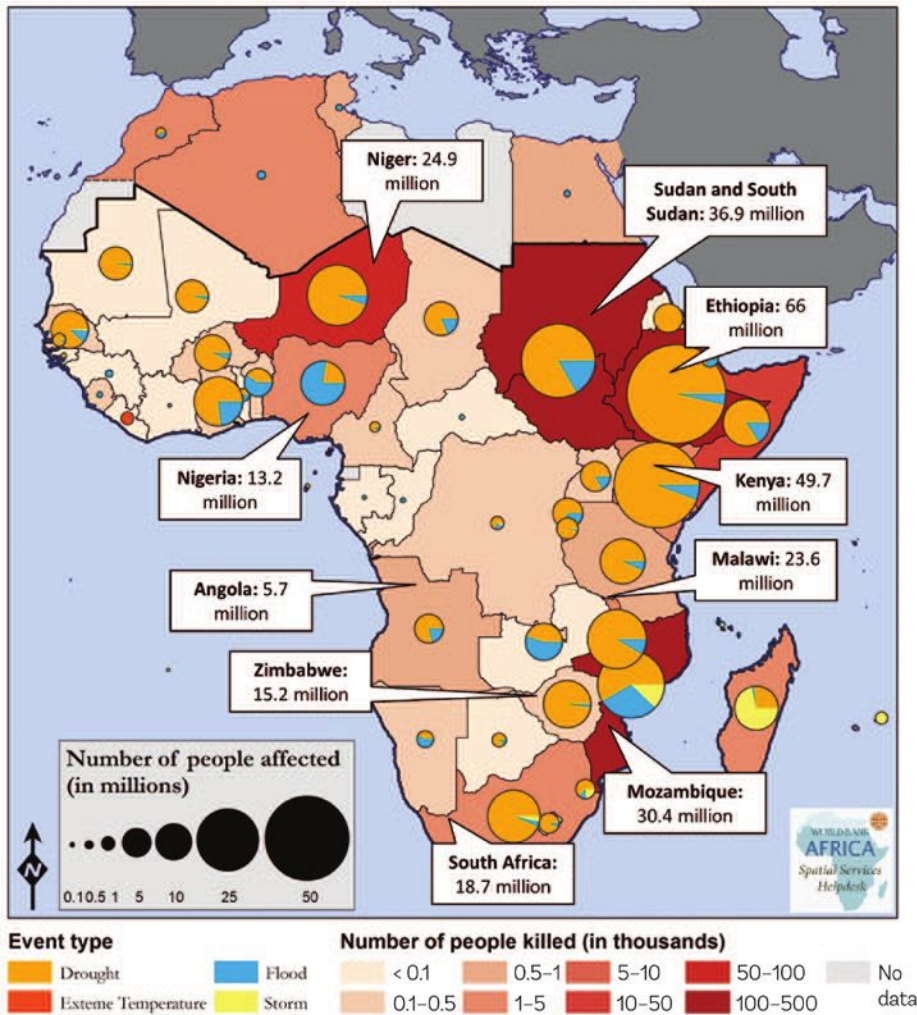 Niger: 24.9
million
Sudan and South
Sudan: 36.9 million
Ethiopia: 66
million
Nigeria: 13.2
million
Kenya: 49.7
million
Malawi: 23.6
million
Angola: 5.7
million
Zimbabwe:
15.2 million
Mozambique:
30.4 million
South Africa:
18.7 million
Number of people affected
(in millions)
0.1 0.5 1 5 10 25 50
N
WORLD BANK
AFRICA
Spatial Services
Helpdesk
Event type
Drought
Flood
Exteme Temperature
Storm
Number of people killed (in thousands)
< 0.1
0.5–1
5–10
50–100
No
data
0.1–0.5
1–5
10–50
100–500